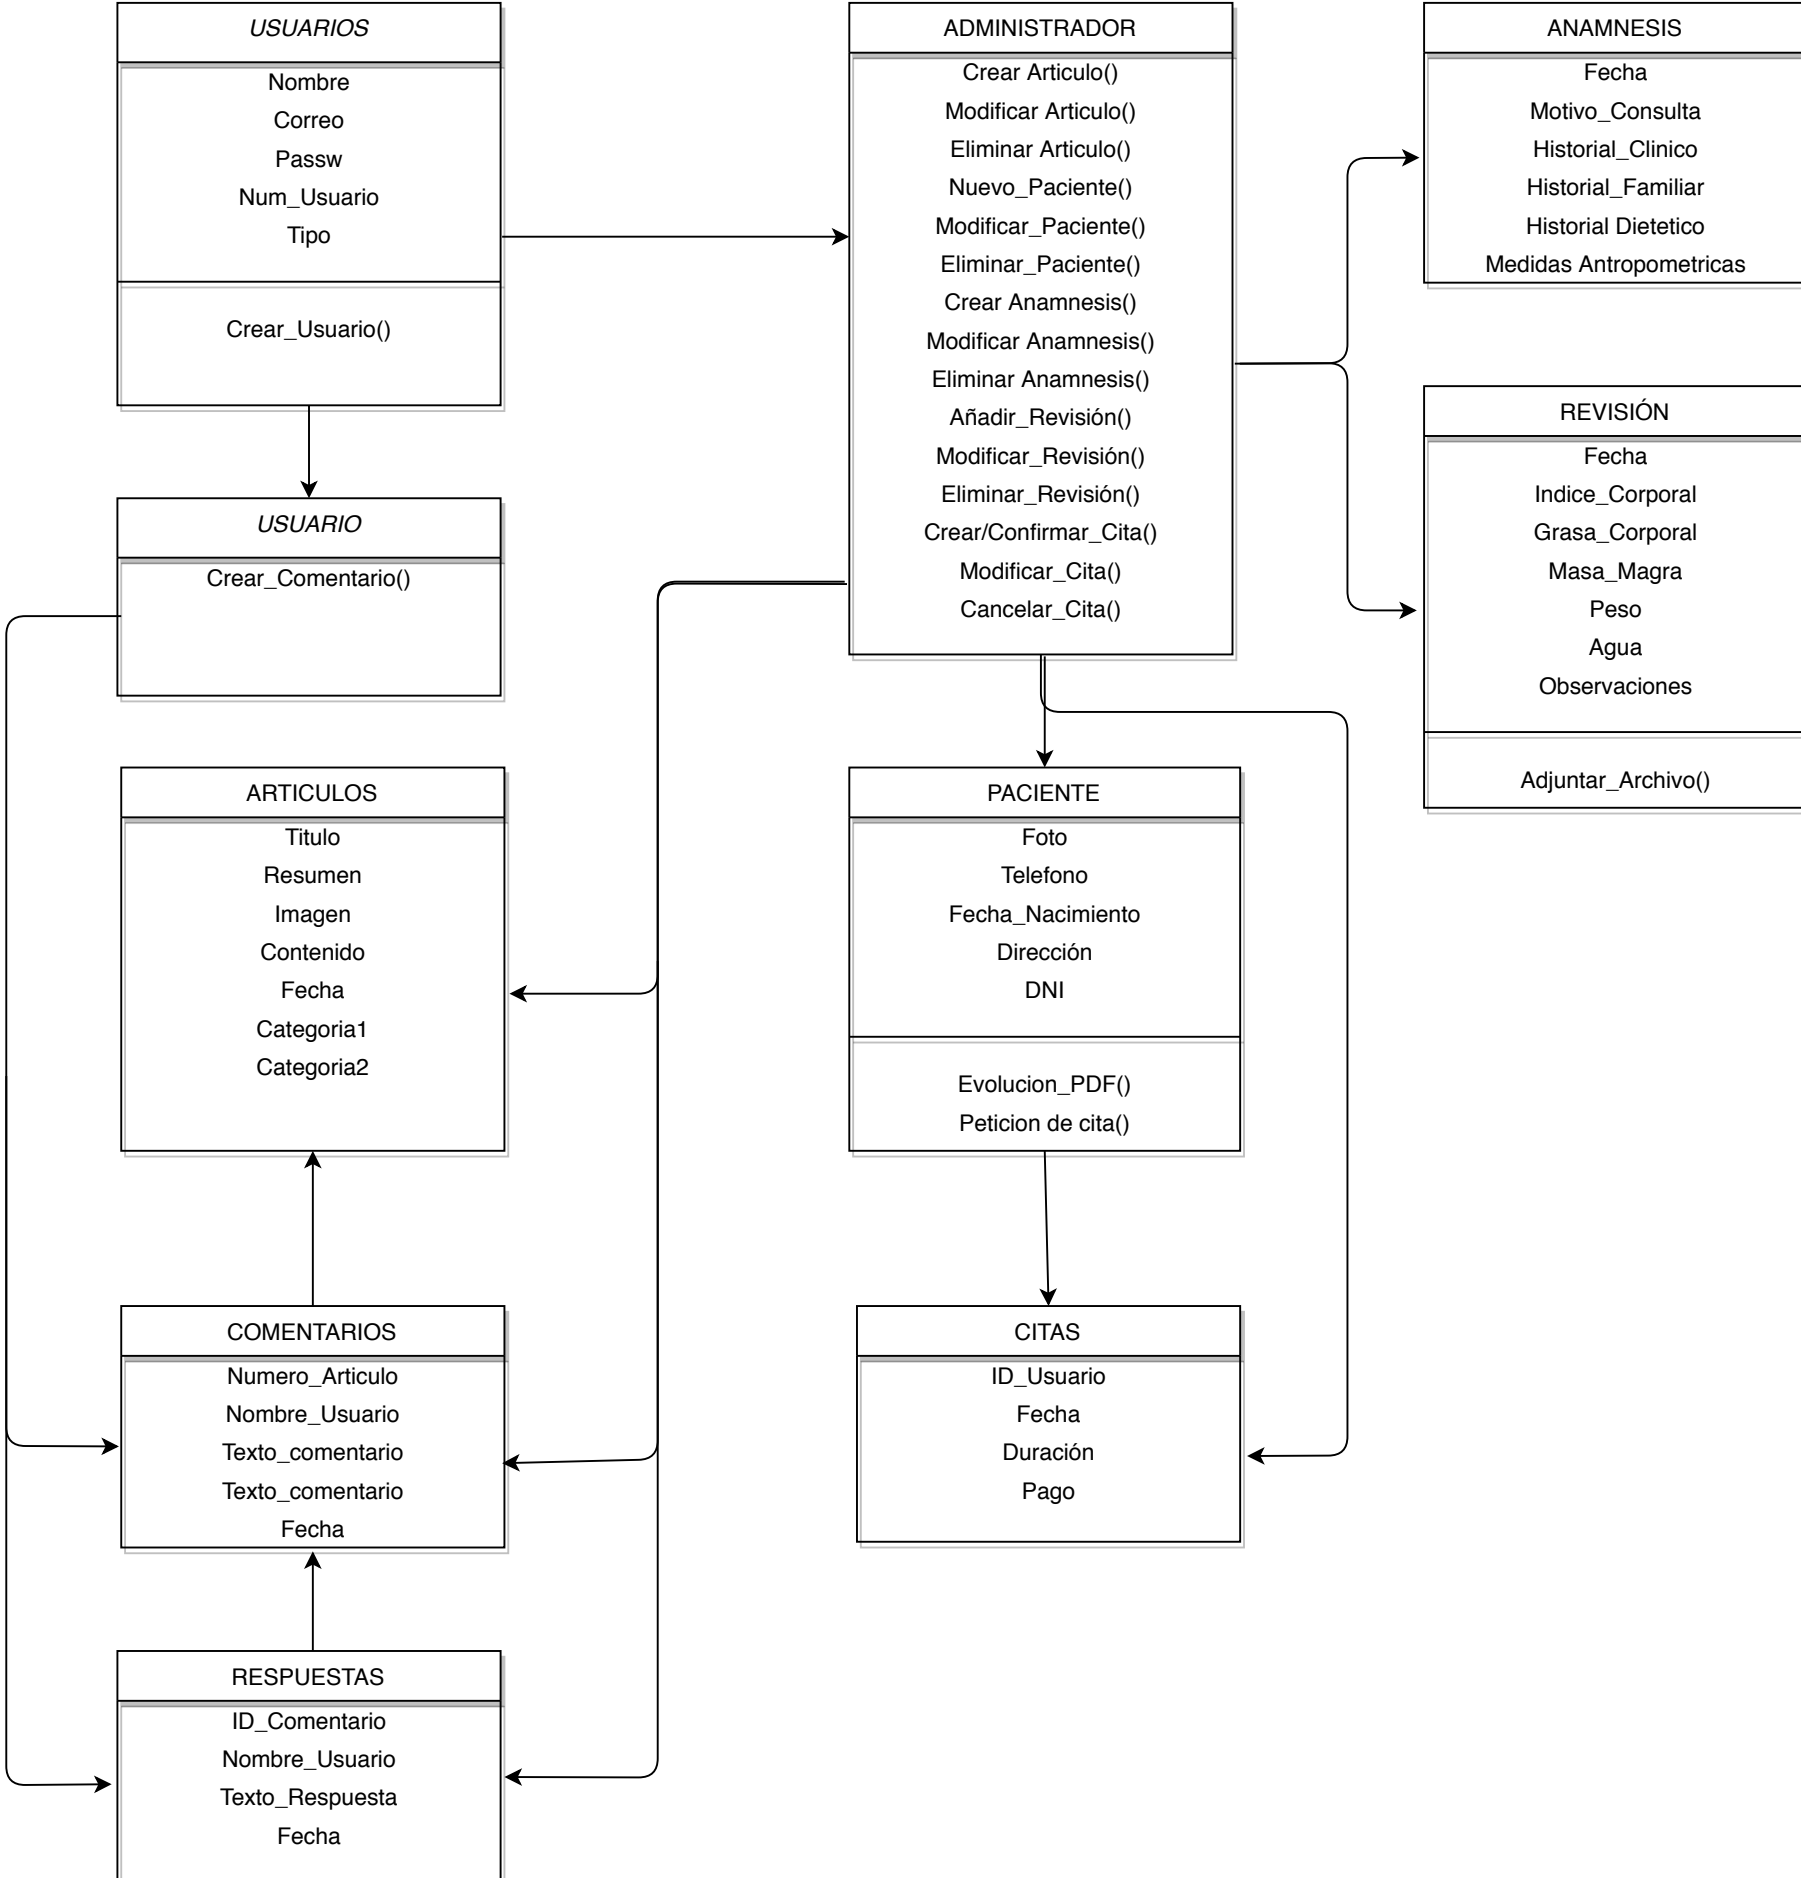 USUARIOS
Nombre
Correo
Passw
Num_Usuario
Tipo
Crear_Usuario()
ADMINISTRADOR
Crear Articulo()
Modificar Articulo()
Eliminar Articulo()
Nuevo_Paciente()
Modificar_Paciente()
Eliminar_Paciente()
Crear Anamnesis()
Modificar Anamnesis()
Eliminar Anamnesis()
Añadir_Revisión()
Modificar_Revisión()
Eliminar_Revisión()
Crear/Confirmar_Cita()
Modificar_Cita()
Cancelar_Cita()
ANAMNESIS
Fecha
Motivo_Consulta
Historial_Clinico
Historial_Familiar
Historial Dietetico
Medidas Antropometricas
REVISIÓN
Fecha
Indice_Corporal
Grasa_Corporal
Masa_Magra
Peso
Agua
Observaciones
Adjuntar_Archivo()
USUARIO
Crear_Comentario()
ARTICULOS
Titulo
Resumen
Imagen
Contenido
Fecha
Categoria1
Categoria2
PACIENTE
Foto
Telefono
Fecha_Nacimiento
Dirección
DNI
Evolucion_PDF()
Peticion de cita()
COMENTARIOS
Numero_Articulo
Nombre_Usuario
Texto_comentario
Texto_comentario
Fecha
CITAS
ID_Usuario
Fecha
Duración
Pago
RESPUESTAS
ID_Comentario
Nombre_Usuario
Texto_Respuesta
Fecha